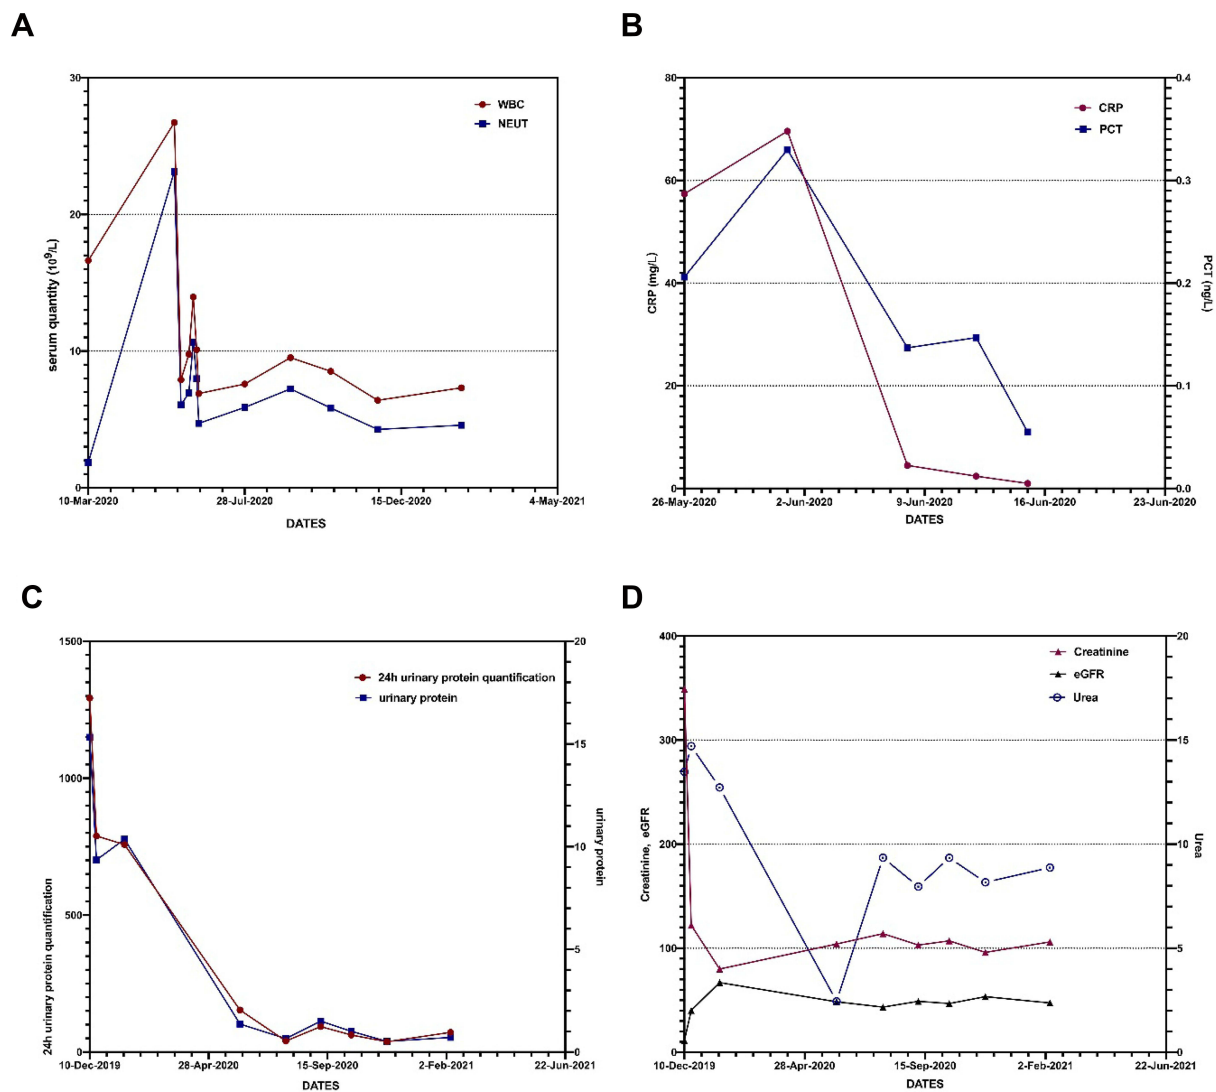 A
30
20
10
0
serum quantity (10⁹/L)
WBC
NEUT
10-Mar-2020 28-Jul-2020 15-Dec-2020 4-May-2021
DATES
B
80
60
40
20
0
CRP (mg/L)
CRP
PCT
0.4
0.3
0.2
0.1
0.0
PCT (ng/L)
26-May-2020 2-Jun-2020 9-Jun-2020 16-Jun-2020 23-Jun-2020
DATES
C
1500
1000
500
0
24h urinary protein quantification
24h urinary protein quantification
urinary protein
20
15
10
5
0
urinary protein
10-Dec-2019 28-Apr-2020 15-Sep-2020 2-Feb-2021 22-Jun-2021
DATES
D
400
300
200
100
0
Creatinine, eGFR
Creatinine
eGFR
Urea
20
15
10
5
0
Urea
10-Dec-2019 28-Apr-2020 15-Sep-2020 2-Feb-2021 22-Jun-2021
DATES